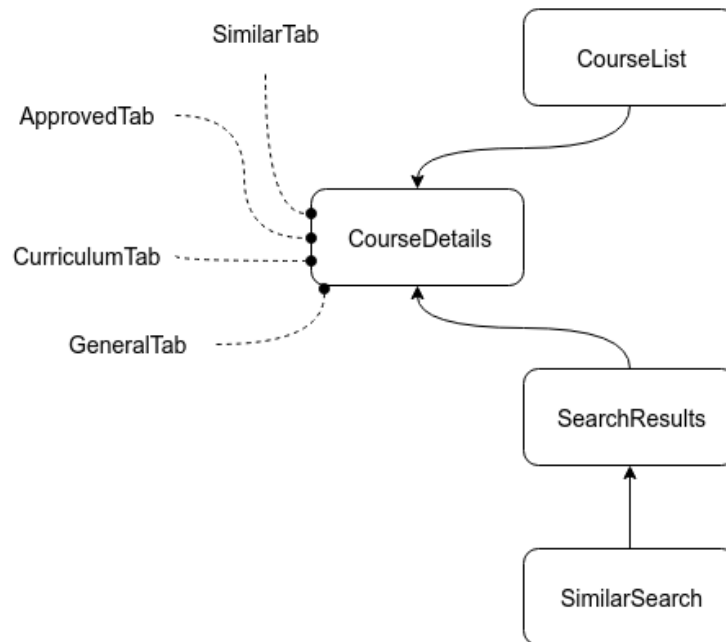 SimilarTab
CourseList
ApprovedTab
CourseDetails
CurriculumTab
GeneralTab
SearchResults
SimilarSearch